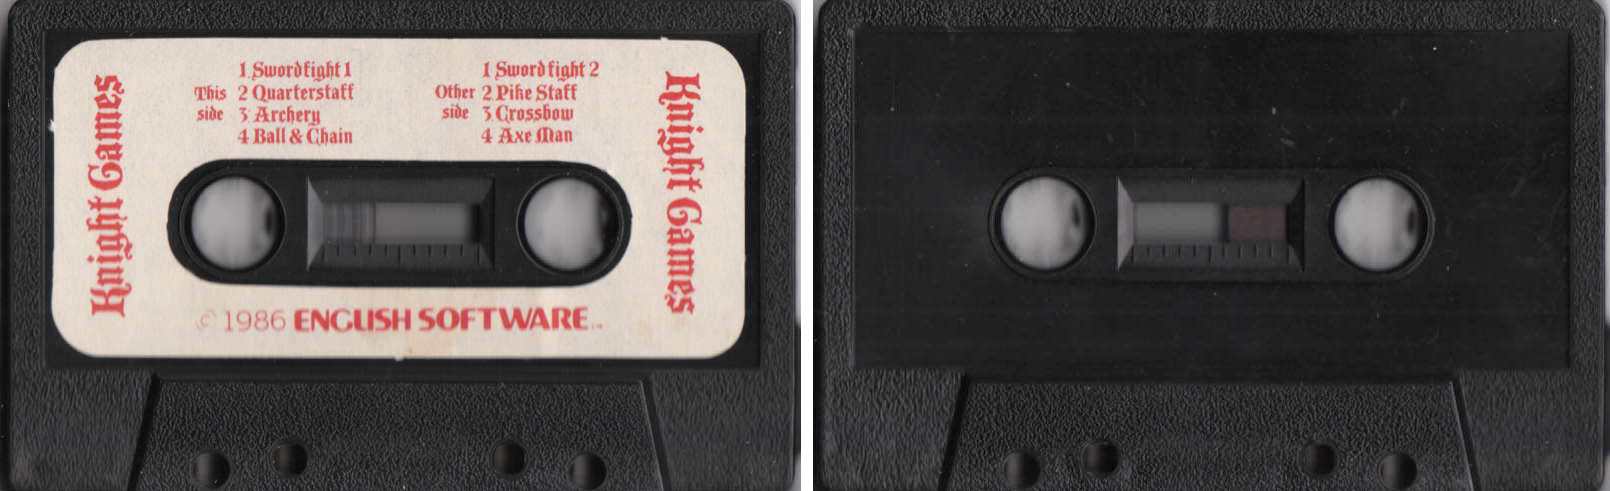 Knight Games
This side
1 Swordfight 1
2 Quarterstaff
3 Archery
4 Ball & Chain
Other side
1 Swordfight 2
2 Pike Staff
3 Crossbow
4 Axe Man
Knight Games
© 1986 ENGLISH SOFTWARE™